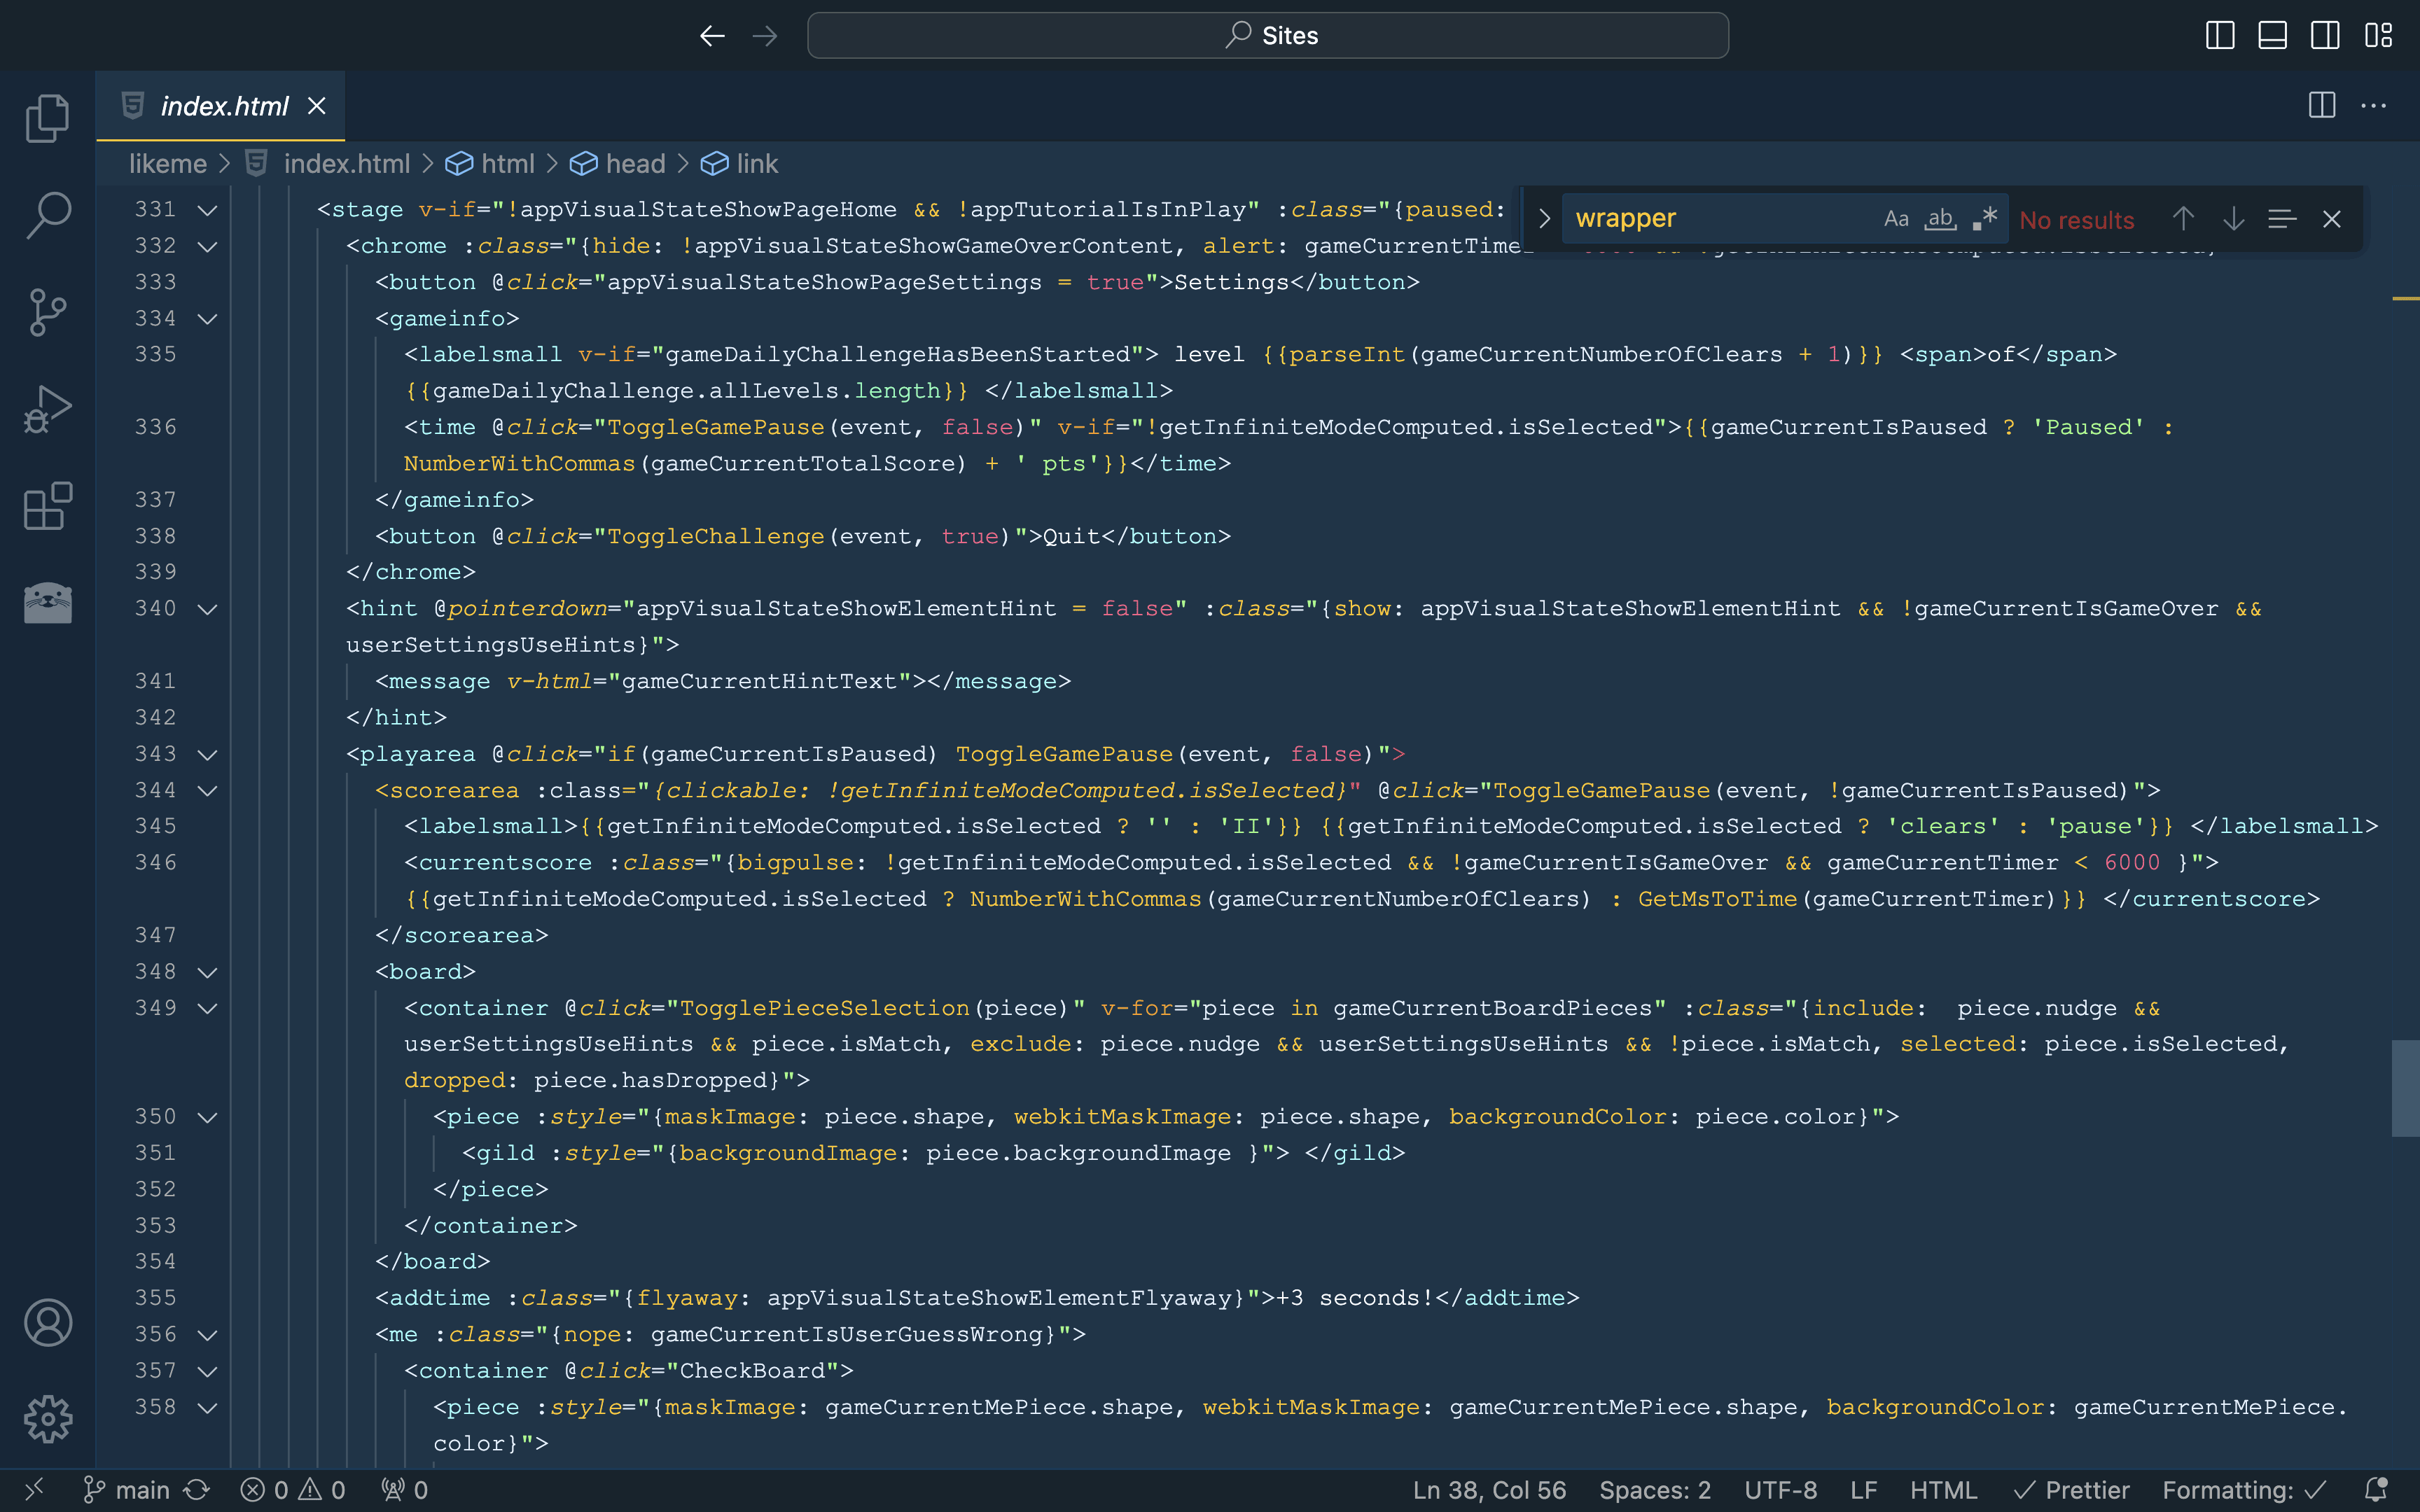 Sites
index.html
likeme > index.html > html > head > link
wrapper Aa ab No results
331 <stage v-if="!appVisualStateShowPageHome && !appTutorialIsInPlay" :class="{paused:
332 <chrome :class="{hide: !appVisualStateShowGameOverContent, alert: gameCurrentTimer
333 <button @click="appVisualStateShowPageSettings = true">Settings</button>
334 <gameinfo>
335 <labelsmall v-if="gameDailyChallengeHasBeenStarted"> level {{parseInt(gameCurrentNumberOfClears + 1)}} <span>of</span>
{{gameDailyChallenge.allLevels.length}} </labelsmall>
336 <time @click="ToggleGamePause(event, false)" v-if="!getInfiniteModeComputed.isSelected">{{gameCurrentIsPaused ? 'Paused' :
NumberWithCommas(gameCurrentTotalScore) + ' pts'}}</time>
337 </gameinfo>
338 <button @click="ToggleChallenge(event, true)">Quit</button>
339 </chrome>
340 <hint @pointerdown="appVisualStateShowElementHint = false" :class="{show: appVisualStateShowElementHint && !gameCurrentIsGameOver &&
userSettingsUseHints}">
341 <message v-html="gameCurrentHintText"></message>
342 </hint>
343 <playarea @click="if(gameCurrentIsPaused) ToggleGamePause(event, false)">
344 <scorearea :class="{clickable: !getInfiniteModeComputed.isSelected}" @click="ToggleGamePause(event, !gameCurrentIsPaused)">
345 <labelsmall>{{getInfiniteModeComputed.isSelected ? '' : 'II'}} {{getInfiniteModeComputed.isSelected ? 'clears' : 'pause'}} </labelsmall>
346 <currentscore :class="{bigpulse: !getInfiniteModeComputed.isSelected && !gameCurrentIsGameOver && gameCurrentTimer < 6000 }">
{{getInfiniteModeComputed.isSelected ? NumberWithCommas(gameCurrentNumberOfClears) : GetMsToTime(gameCurrentTimer)}} </currentscore>
347 </scorearea>
348 <board>
349 <container @click="TogglePieceSelection(piece)" v-for="piece in gameCurrentBoardPieces" :class="{include:  piece.nudge &&
userSettingsUseHints && piece.isMatch, exclude: piece.nudge && userSettingsUseHints && !piece.isMatch, selected: piece.isSelected,
dropped: piece.hasDropped}">
350 <piece :style="{maskImage: piece.shape, webkitMaskImage: piece.shape, backgroundColor: piece.color}">
351 <gild :style="{backgroundImage: piece.backgroundImage }"> </gild>
352 </piece>
353 </container>
354 </board>
355 <addtime :class="{flyaway: appVisualStateShowElementFlyaway}">+3 seconds!</addtime>
356 <me :class="{nope: gameCurrentIsUserGuessWrong}">
357 <container @click="CheckBoard">
358 <piece :style="{maskImage: gameCurrentMePiece.shape, webkitMaskImage: gameCurrentMePiece.shape, backgroundColor: gameCurrentMePiece.
color}">
main 0 0 0 Ln 38, Col 56 Spaces: 2 UTF-8 LF HTML Prettier Formatting: